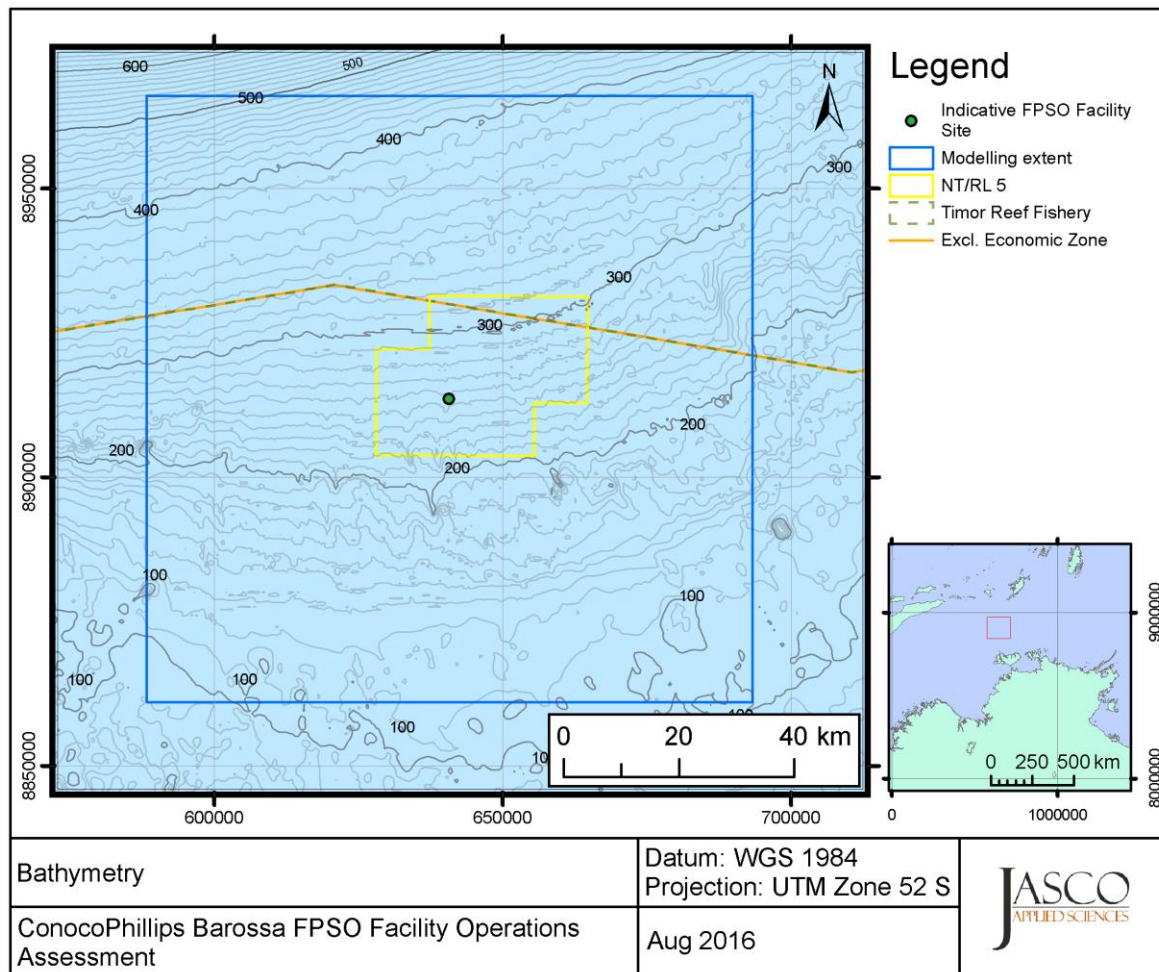 600
500
500
400
400
300
300
300
200
200
200
100
100
100
100
100
N
8950000
8900000
8850000
600000
650000
700000
0 20 40 km
Legend
Indicative FPSO Facility
Site
Modelling extent
NT/RL 5
Timor Reef Fishery
Excl. Economic Zone
9000000
8000000
0 250 500 km
0
1000000
Bathymetry
Datum: WGS 1984
Projection: UTM Zone 52 S
ConocoPhillips Barossa FPSO Facility Operations
Assessment
Aug 2016
JASCO
APPLIED SCIENCES